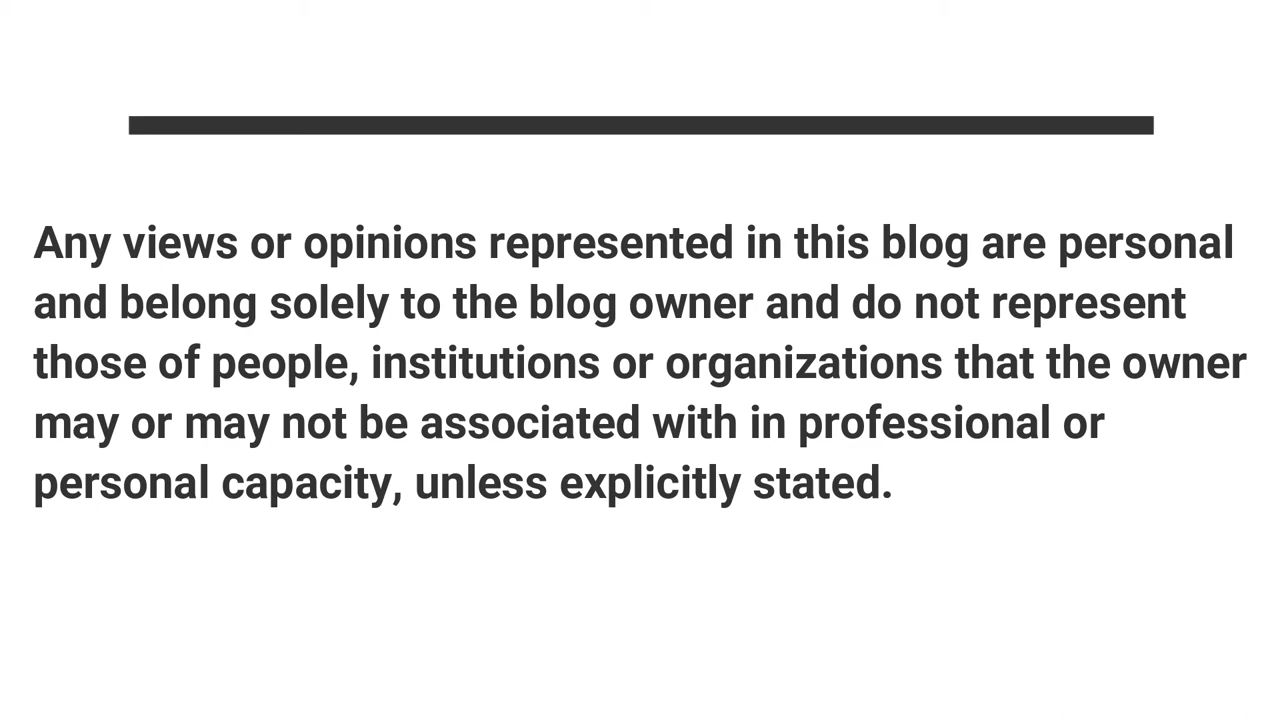 Any views or opinions represented in this blog are personal
and belong solely to the blog owner and do not represent
those of people, institutions or organizations that the owner
may or may not be associated with in professional or
personal capacity, unless explicitly stated.